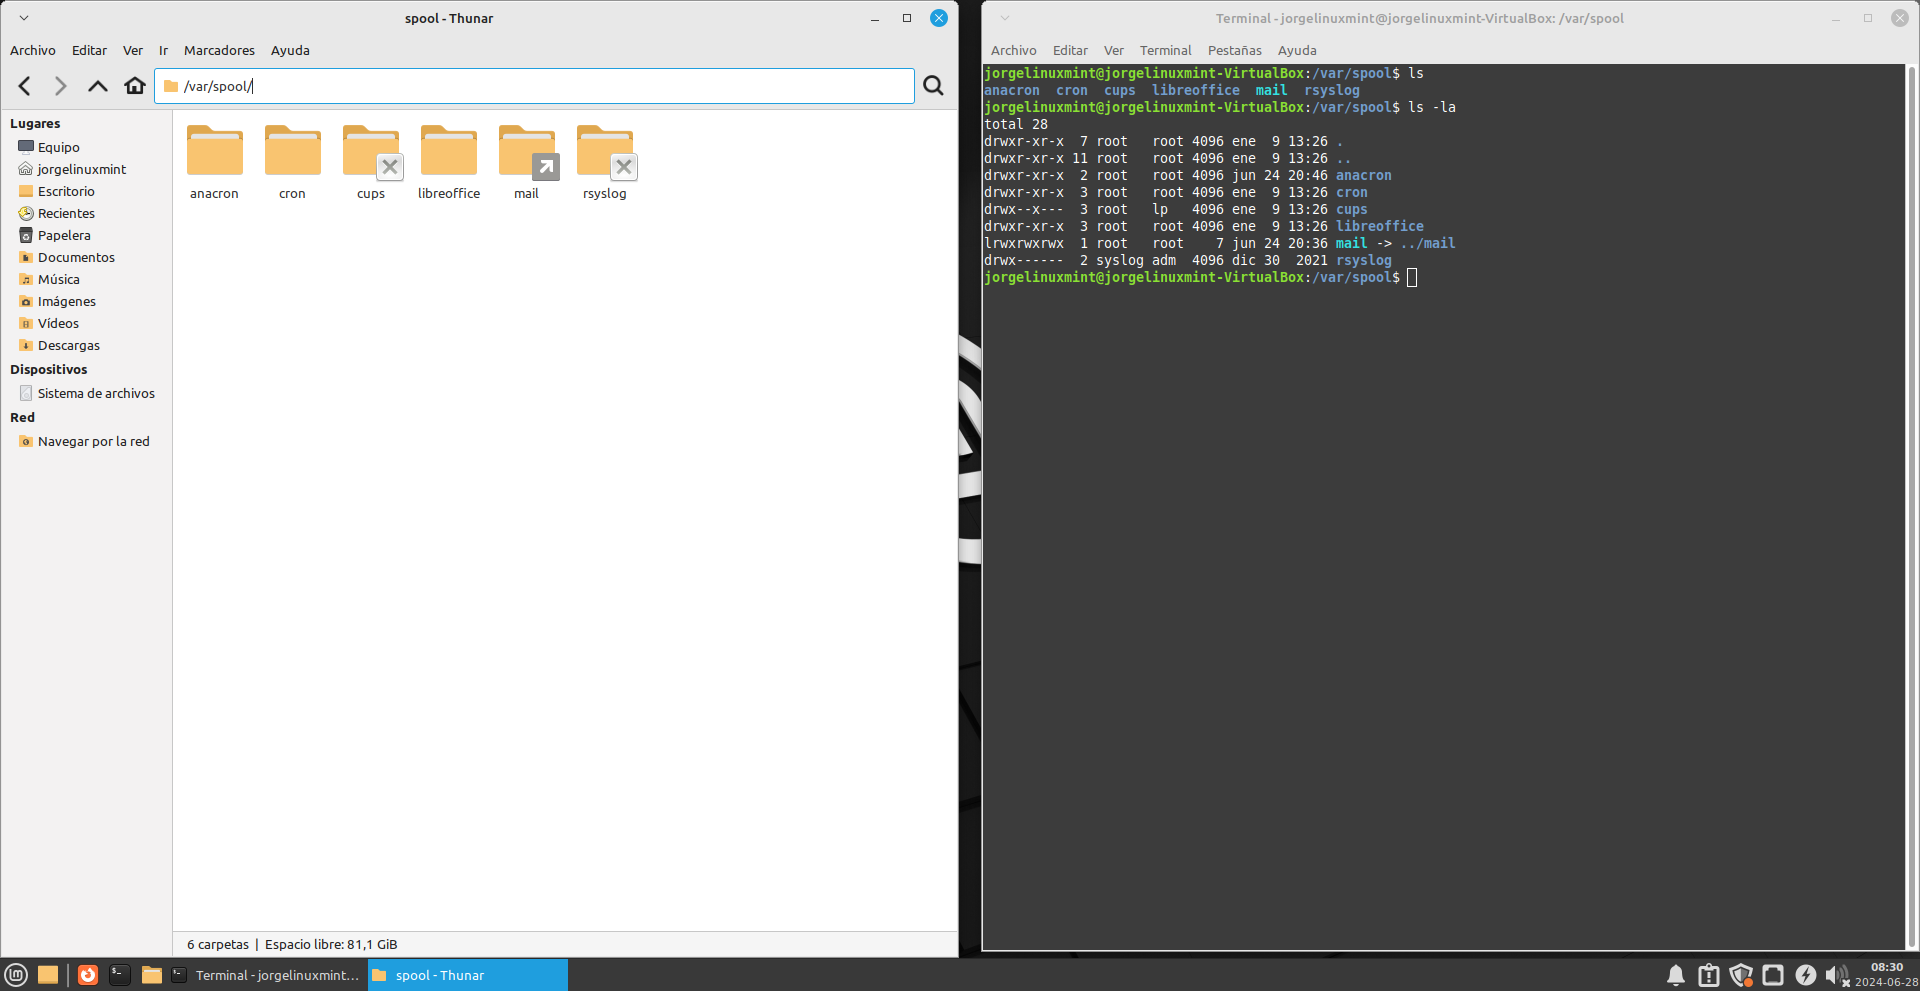 spool - Thunar
Archivo Editar Ver Ir Marcadores Ayuda
/var/spool/
Lugares
Equipo
jorgelinuxmint
Escritorio
Recientes
Papelera
Documentos
Música
Imágenes
Vídeos
Descargas
Dispositivos
Sistema de archivos
Red
Navegar por la red
anacron cron cups libreoffice mail rsyslog
6 carpetas | Espacio libre: 81,1 GiB
Terminal - jorgelinuxmint@jorgelinuxmint-VirtualBox: /var/spool
Archivo Editar Ver Terminal Pestañas Ayuda
jorgelinuxmint@jorgelinuxmint-VirtualBox:/var/spool$ ls
anacron  cron  cups  libreoffice  mail  rsyslog
jorgelinuxmint@jorgelinuxmint-VirtualBox:/var/spool$ ls -la
total 28
drwxr-xr-x  7 root   root 4096 ene  9 13:26 .
drwxr-xr-x 11 root   root 4096 ene  9 13:26 ..
drwxr-xr-x  2 root   root 4096 jun 24 20:46 anacron
drwxr-xr-x  3 root   root 4096 ene  9 13:26 cron
drwx--x---  3 root   lp   4096 ene  9 13:26 cups
drwxr-xr-x  3 root   root 4096 ene  9 13:26 libreoffice
lrwxrwxrwx  1 root   root    7 jun 24 20:36 mail -> ../mail
drwx------  2 syslog adm  4096 dic 30  2021 rsyslog
jorgelinuxmint@jorgelinuxmint-VirtualBox:/var/spool$
Terminal - jorgelinuxmint... spool - Thunar
08:30
2024-06-28